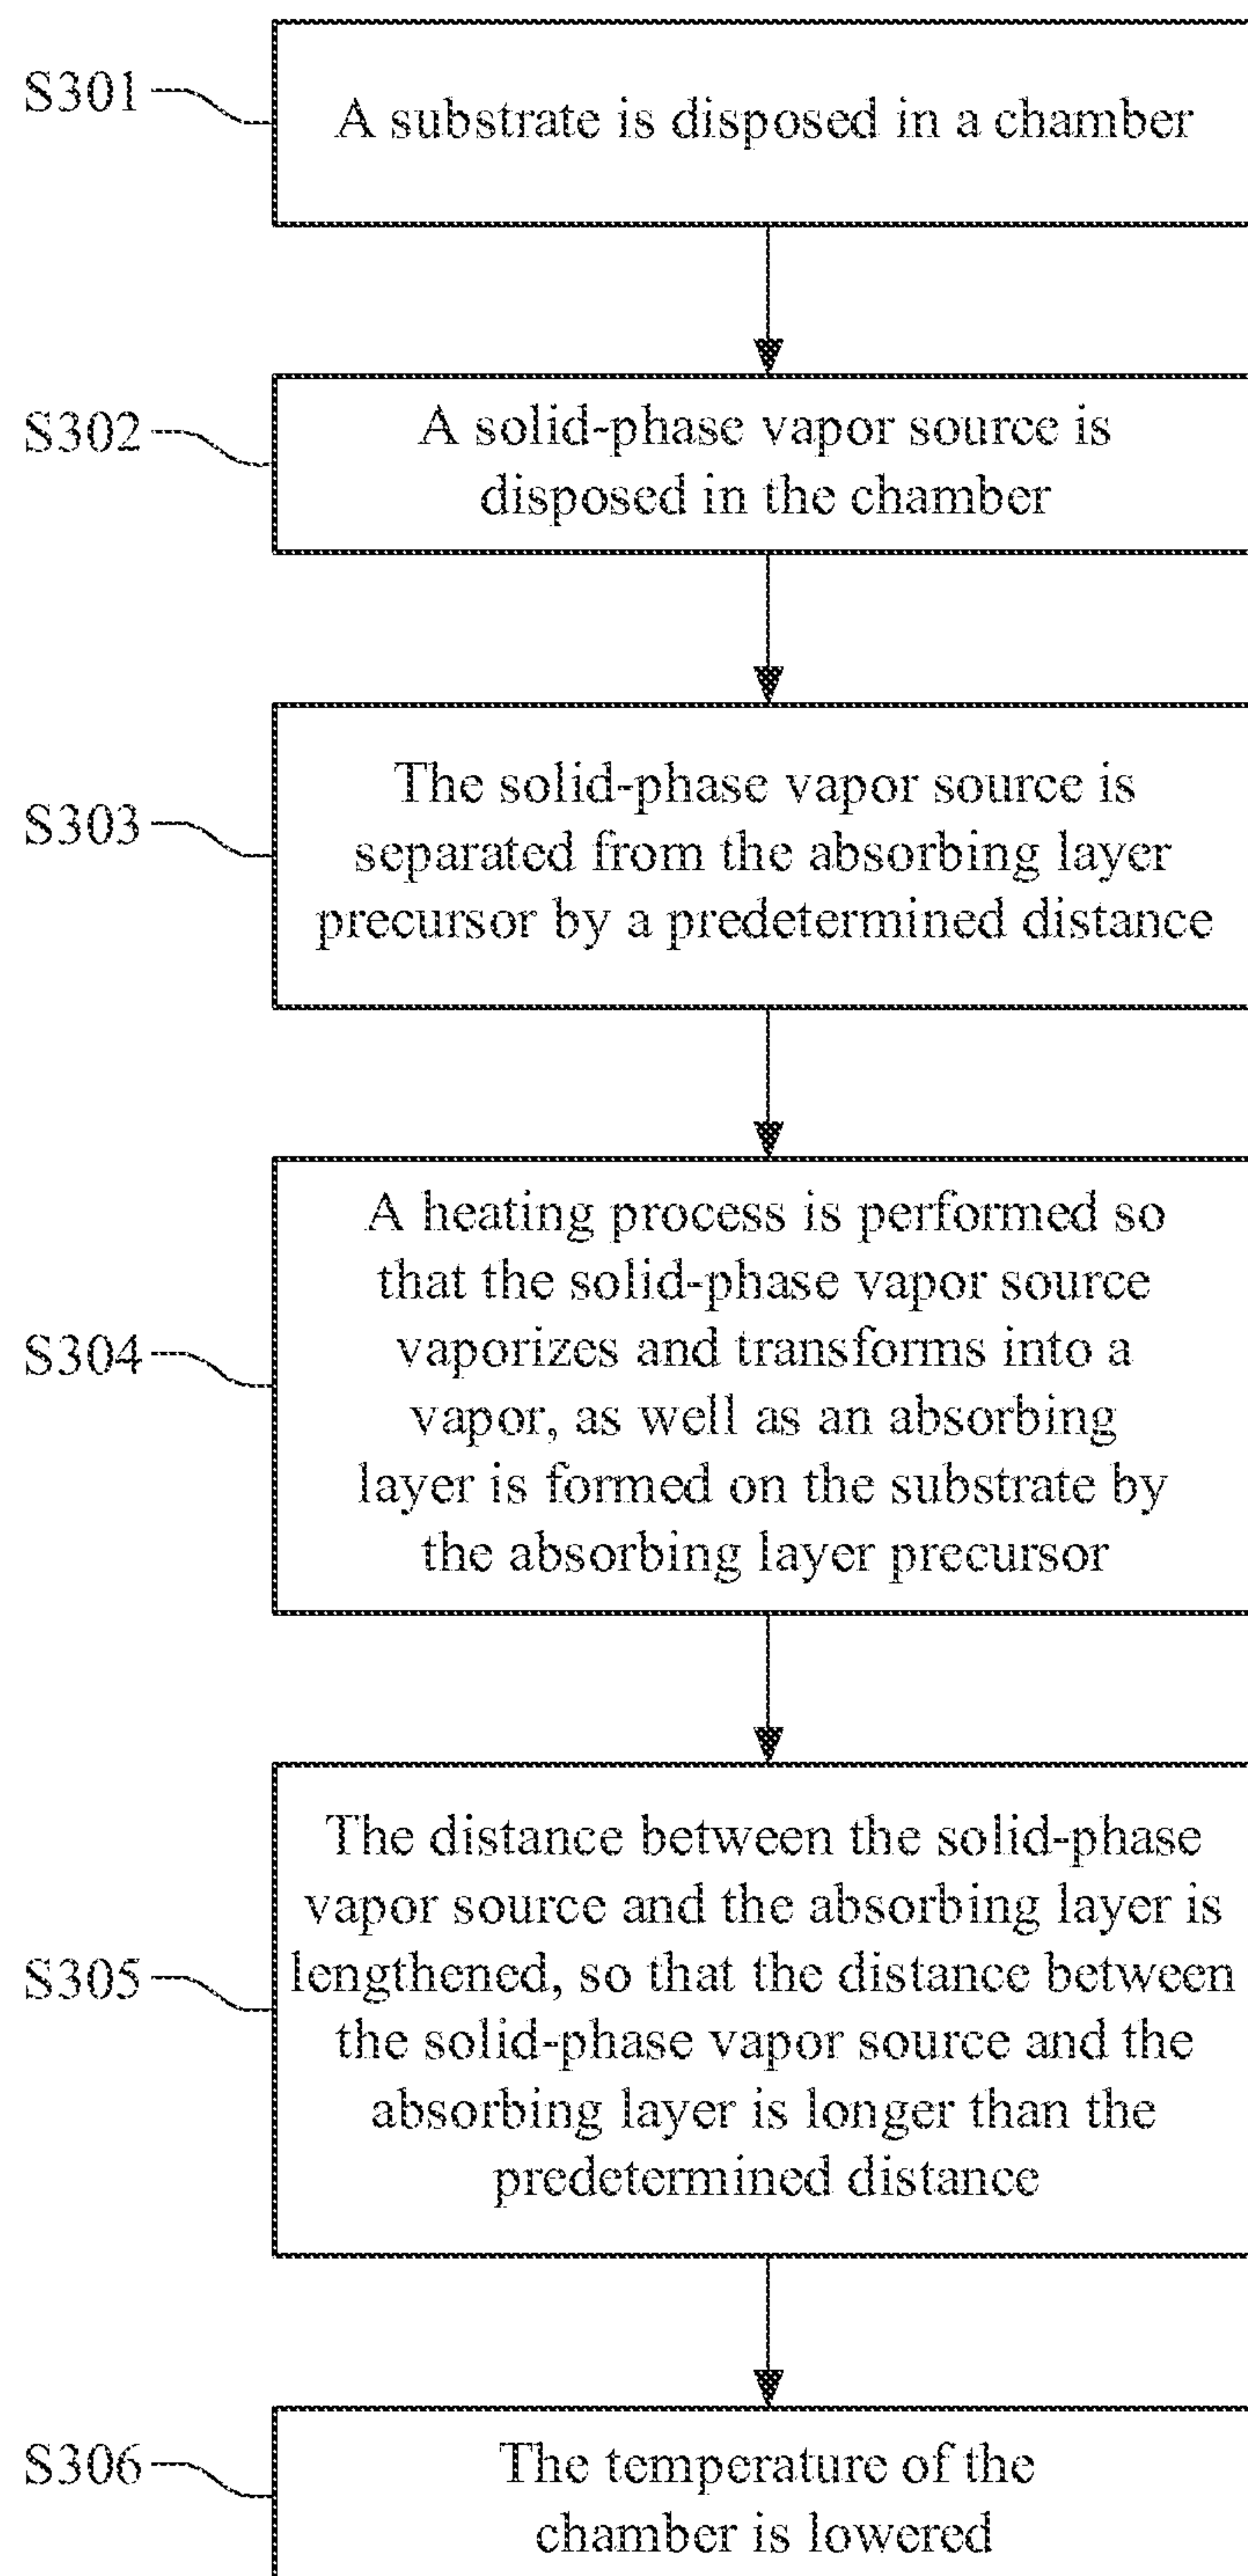 S301
A substrate is disposed in a chamber
S302
A solid-phase vapor source is
disposed in the chamber
S303
The solid-phase vapor source is
separated from the absorbing layer
precursor by a predetermined distance
S304
A heating process is performed so
that the solid-phase vapor source
vaporizes and transforms into a
vapor, as well as an absorbing
layer is formed on the substrate by
the absorbing layer precursor
S305
The distance between the solid-phase
vapor source and the absorbing layer is
lengthened, so that the distance between
the solid-phase vapor source and the
absorbing layer is longer than the
predetermined distance
S306
The temperature of the
chamber is lowered